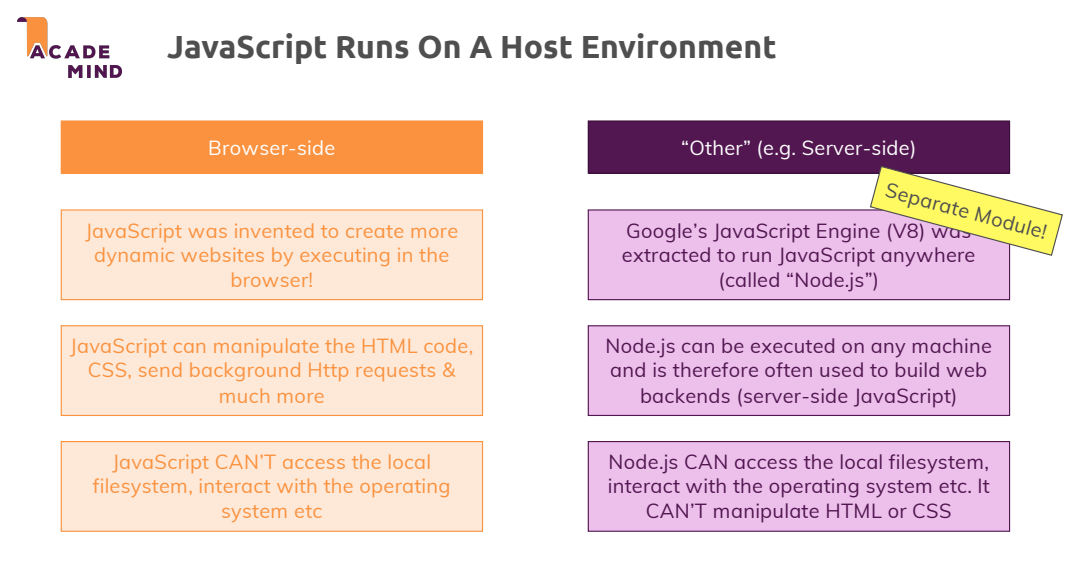 ACADE
MIND
JavaScript Runs On A Host Environment
Browser-side
JavaScript was invented to create more
dynamic websites by executing in the
browser!
JavaScript can manipulate the HTML code,
CSS, send background Http requests &
much more
JavaScript CAN'T access the local
filesystem, interact with the operating
system etc
“Other” (e.g. Server-side)
Separate Module!
Google’s JavaScript Engine (V8) was
extracted to run JavaScript anywhere
(called “Node.js”)
Node.js can be executed on any machine
and is therefore often used to build web
backends (server-side JavaScript)
Node.js CAN access the local filesystem,
interact with the operating system etc. It
CAN’T manipulate HTML or CSS